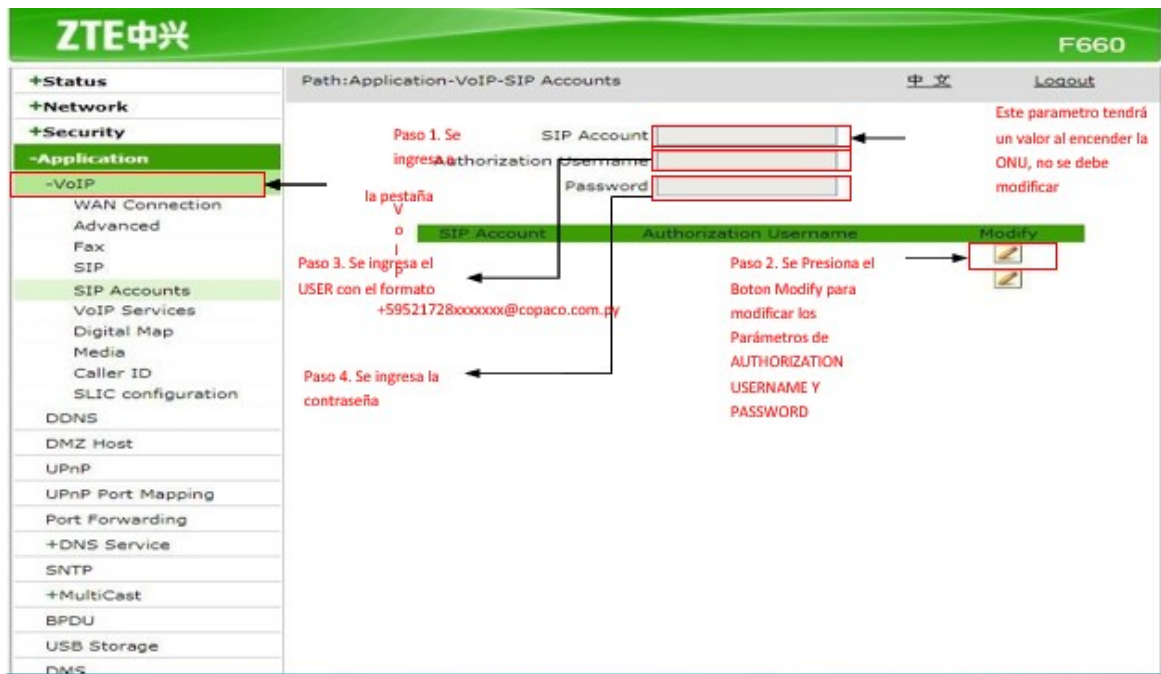 ZTE中兴
F660
+Status
+Network
+Security
-Application
-VoIP
WAN Connection
Advanced
Fax
SIP
SIP Accounts
VoIP Services
Digital Map
Media
Caller ID
SLIC configuration
DDNS
DMZ Host
UPnP
UPnP Port Mapping
Port Forwarding
+DNS Service
SNTP
+MultiCast
BPDU
USB Storage
DMS
Path:Application-VoIP-SIP Accounts
中 文
Logout
SIP Account
Authorization Username
Password
SIP Account Authorization Username Modify
Paso 1. Se
ingresa a
la pestaña
V
o
I
P
Este parametro tendrá
un valor al encender la
ONU, no se debe
modificar
Paso 3. Se ingresa el
USER con el formato
+59521728xxxxxxx@copaco.com.py
Paso 2. Se Presiona el
Boton Modify para
modificar los
Parámetros de
AUTHORIZATION
USERNAME Y
PASSWORD
Paso 4. Se ingresa la
contraseña